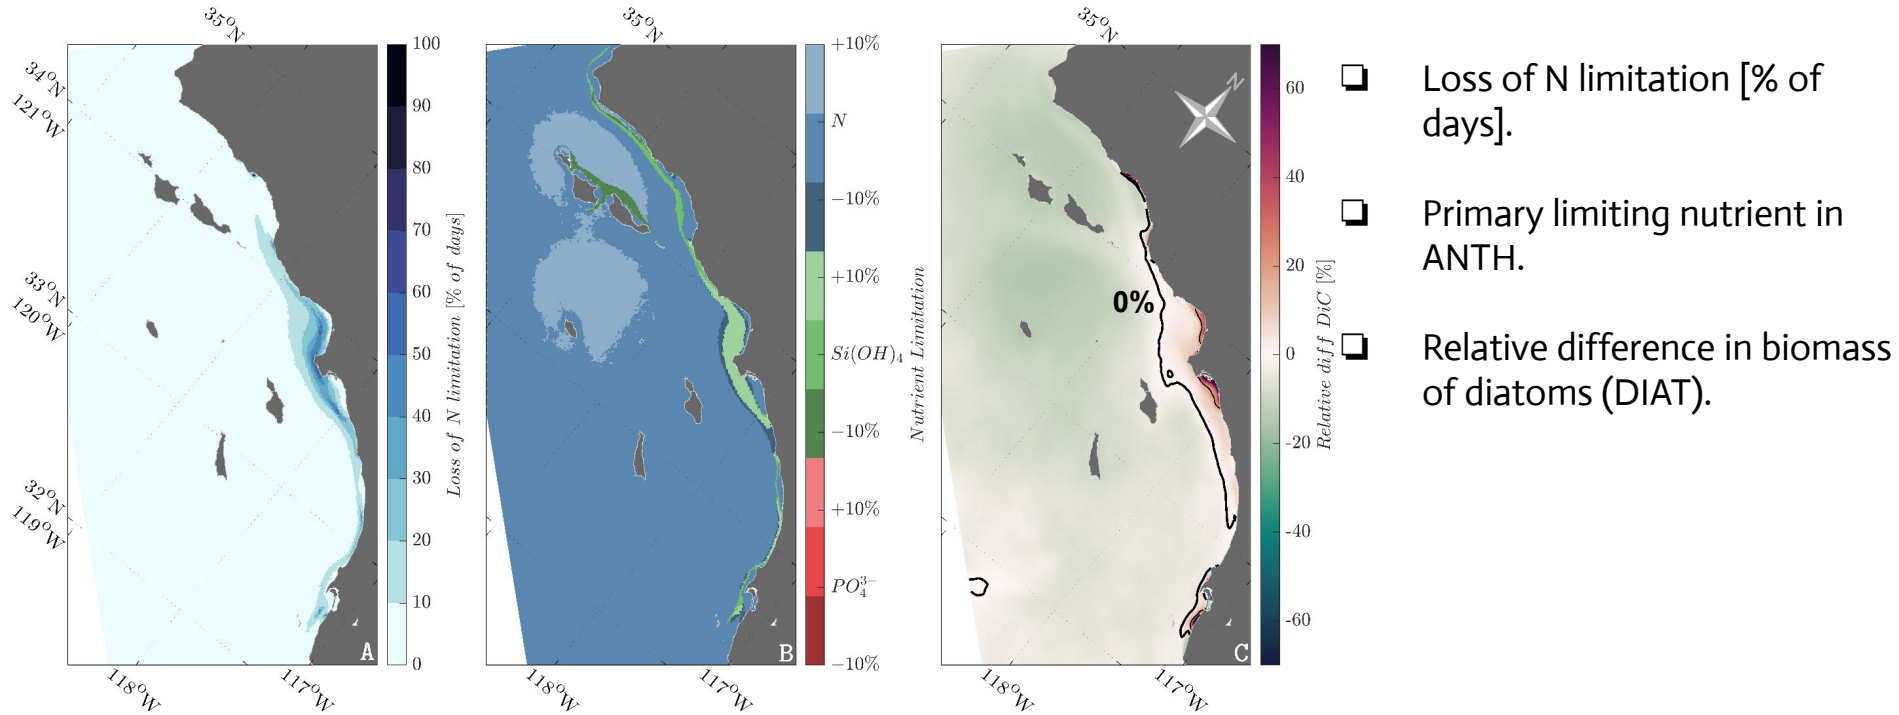 35°N
34°N
121°W
33°N
120°W
32°N
119°W
118°W
117°W
A
100
90
80
70
60
50
40
30
20
10
0
Loss of N limitation [% of days]
35°N
118°W
117°W
B
+10%
N
−10%
+10%
Si(OH)₄
−10%
+10%
PO₄³⁻
−10%
Nutrient Limitation
35°N
N
0%
118°W
117°W
C
60
40
20
0
-20
-40
-60
Relative diff DiC [%]
Loss of N limitation [% of
days].
Primary limiting nutrient in
ANTH.
Relative difference in biomass
of diatoms (DIAT).